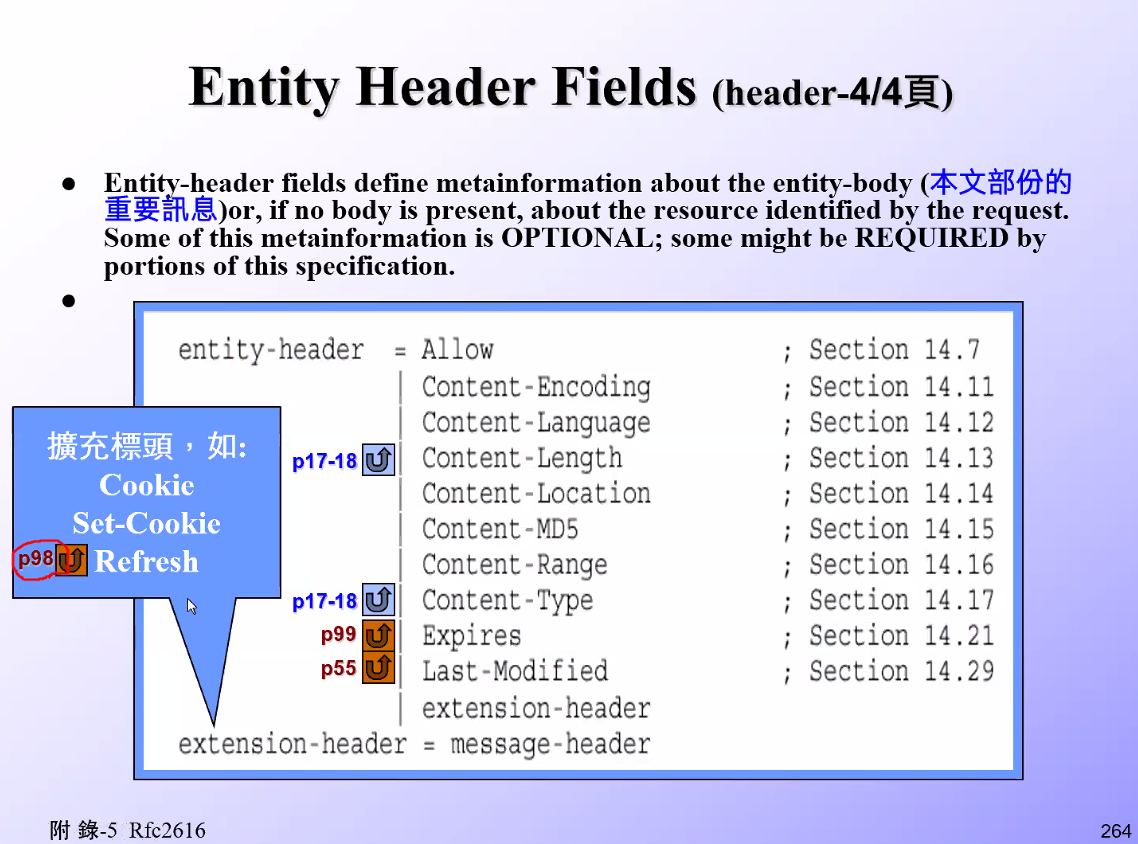 Entity Header Fields (header-4/4頁)
● Entity-header fields define metainformation about the entity-body (本文部份的
重要訊息)or, if no body is present, about the resource identified by the request.
Some of this metainformation is OPTIONAL; some might be REQUIRED by
portions of this specification.
●
entity-header = Allow ; Section 14.7
| Content-Encoding ; Section 14.11
| Content-Language ; Section 14.12
p17-18 | Content-Length ; Section 14.13
| Content-Location ; Section 14.14
| Content-MD5 ; Section 14.15
| Content-Range ; Section 14.16
p17-18 | Content-Type ; Section 14.17
p99 | Expires ; Section 14.21
p55 | Last-Modified ; Section 14.29
| extension-header
extension-header = message-header
擴充標頭，如:
Cookie
Set-Cookie
p98 Refresh
附 錄-5 Rfc2616
264